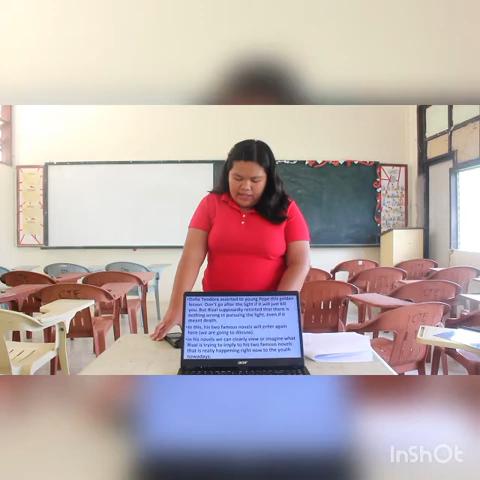 •Doña Teodora asserted to young Pepe this golden
lesson: Don't go after the light if it will just kill
you. But Rizal supposedly retorted that there is
nothing wrong in pursuing the light, even if it
meant death.
•In this, his two famous novels will enter again
here (we are going to discuss).
•In his novels we can clearly view or imagine what
Rizal is trying to imply to his two famous novels
that is really happening right now to the youth
nowadays.
acer
InShOt